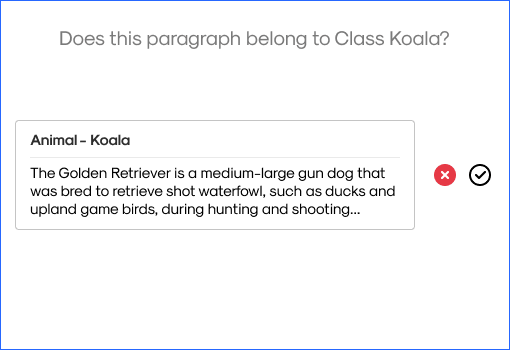 Does this paragraph belong to Class Koala?
Animal - Koala
The Golden Retriever is a medium-large gun dog that
was bred to retrieve shot waterfowl, such as ducks and
upland game birds, during hunting and shooting...